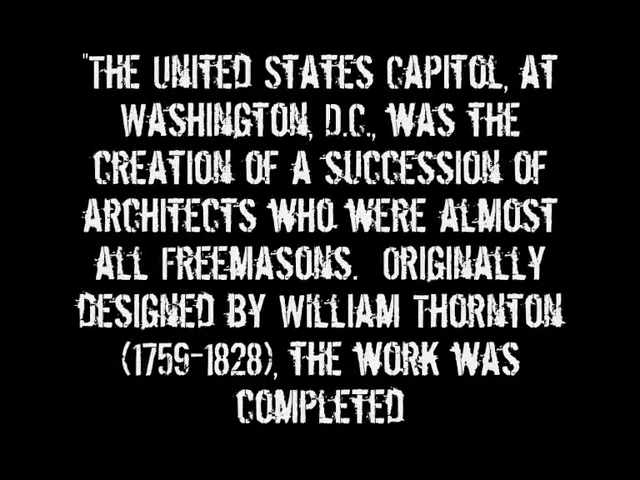 "THE UNITED STATES CAPITOL, AT
WASHINGTON, D.C., WAS THE
CREATION OF A SUCCESSION OF
ARCHITECTS WHO WERE ALMOST
ALL FREEMASONS. ORIGINALLY
DESIGNED BY WILLIAM THORNTON
(1759-1828), THE WORK WAS
COMPLETED